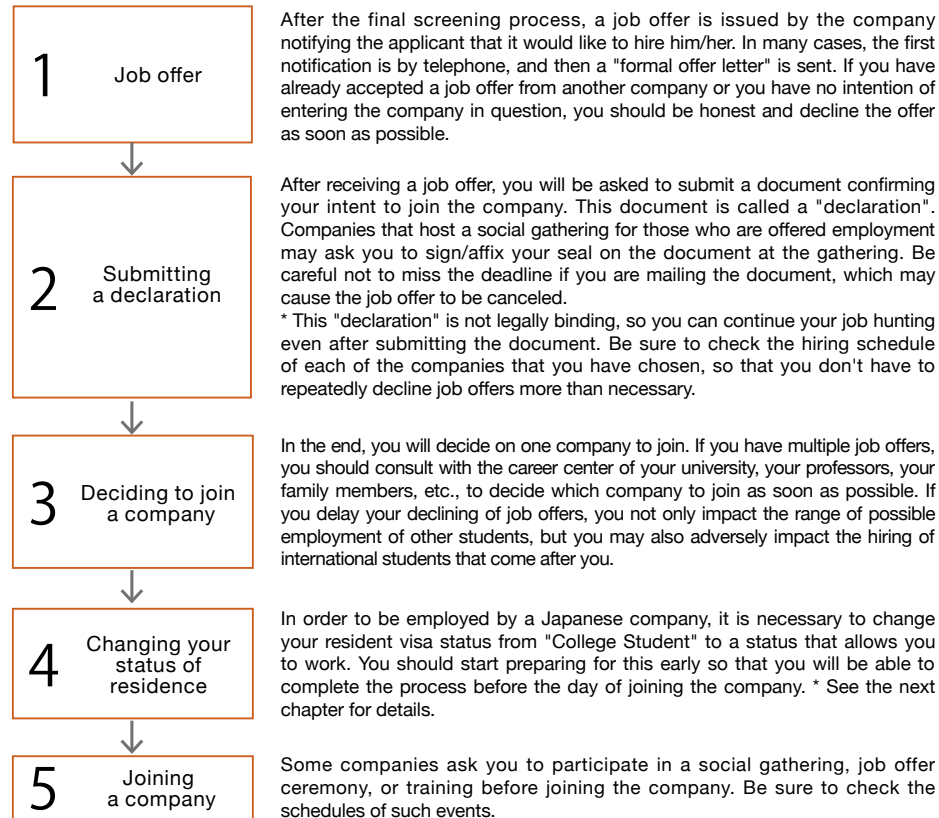 1
Job offer
After the final screening process, a job offer is issued by the company
notifying the applicant that it would like to hire him/her. In many cases, the first
notification is by telephone, and then a "formal offer letter" is sent. If you have
already accepted a job offer from another company or you have no intention of
entering the company in question, you should be honest and decline the offer
as soon as possible.
2
Submitting
a declaration
After receiving a job offer, you will be asked to submit a document confirming
your intent to join the company. This document is called a "declaration".
Companies that host a social gathering for those who are offered employment
may ask you to sign/affix your seal on the document at the gathering. Be
careful not to miss the deadline if you are mailing the document, which may
cause the job offer to be canceled.
* This "declaration" is not legally binding, so you can continue your job hunting
even after submitting the document. Be sure to check the hiring schedule
of each of the companies that you have chosen, so that you don't have to
repeatedly decline job offers more than necessary.
3
Deciding to join
a company
In the end, you will decide on one company to join. If you have multiple job offers,
you should consult with the career center of your university, your professors, your
family members, etc., to decide which company to join as soon as possible. If
you delay your declining of job offers, you not only impact the range of possible
employment of other students, but you may also adversely impact the hiring of
international students that come after you.
4
Changing your
status of
residence
In order to be employed by a Japanese company, it is necessary to change
your resident visa status from "College Student" to a status that allows you
to work. You should start preparing for this early so that you will be able to
complete the process before the day of joining the company. * See the next
chapter for details.
5
Joining
a company
Some companies ask you to participate in a social gathering, job offer
ceremony, or training before joining the company. Be sure to check the
schedules of such events.